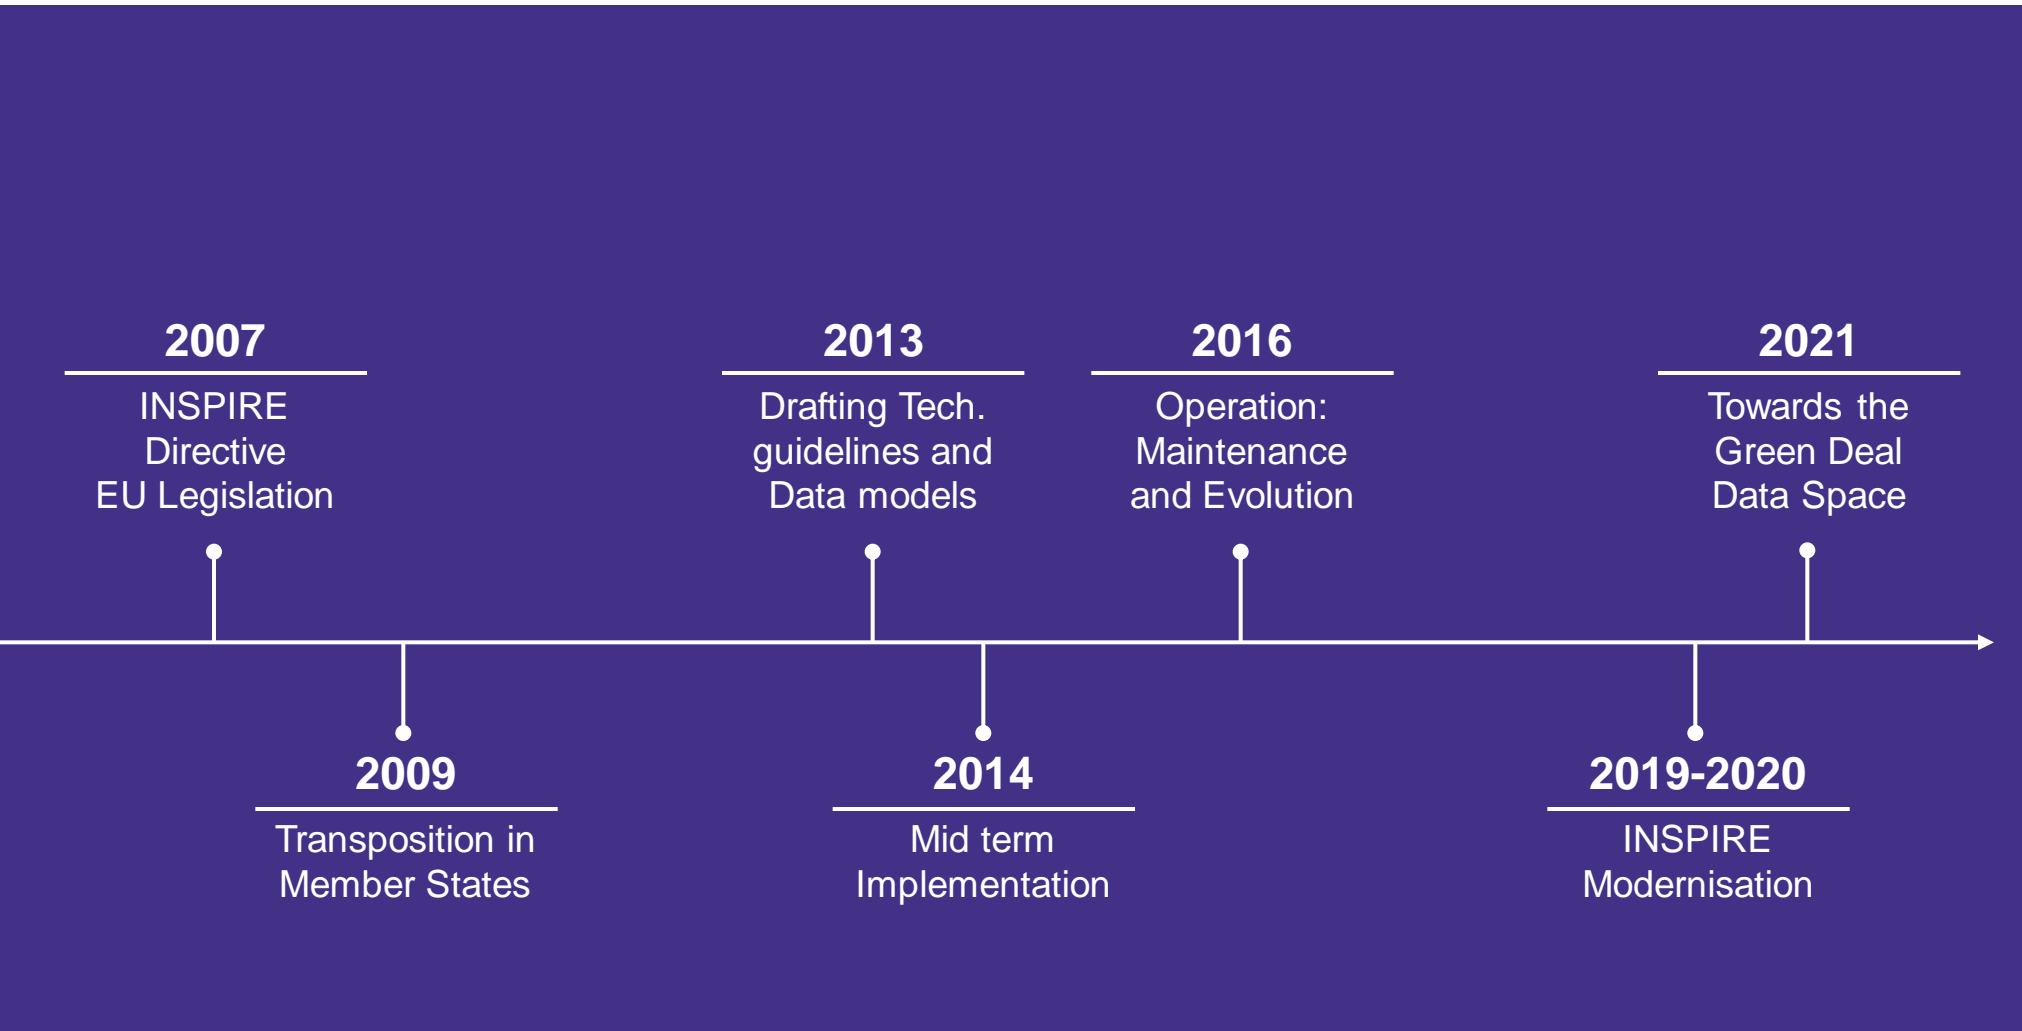 2007
INSPIRE
Directive
EU Legislation
2009
Transposition in
Member States
2013
Drafting Tech.
guidelines and
Data models
2014
Mid term
Implementation
2016
Operation:
Maintenance
and Evolution
2019-2020
INSPIRE
Modernisation
2021
Towards the
Green Deal
Data Space